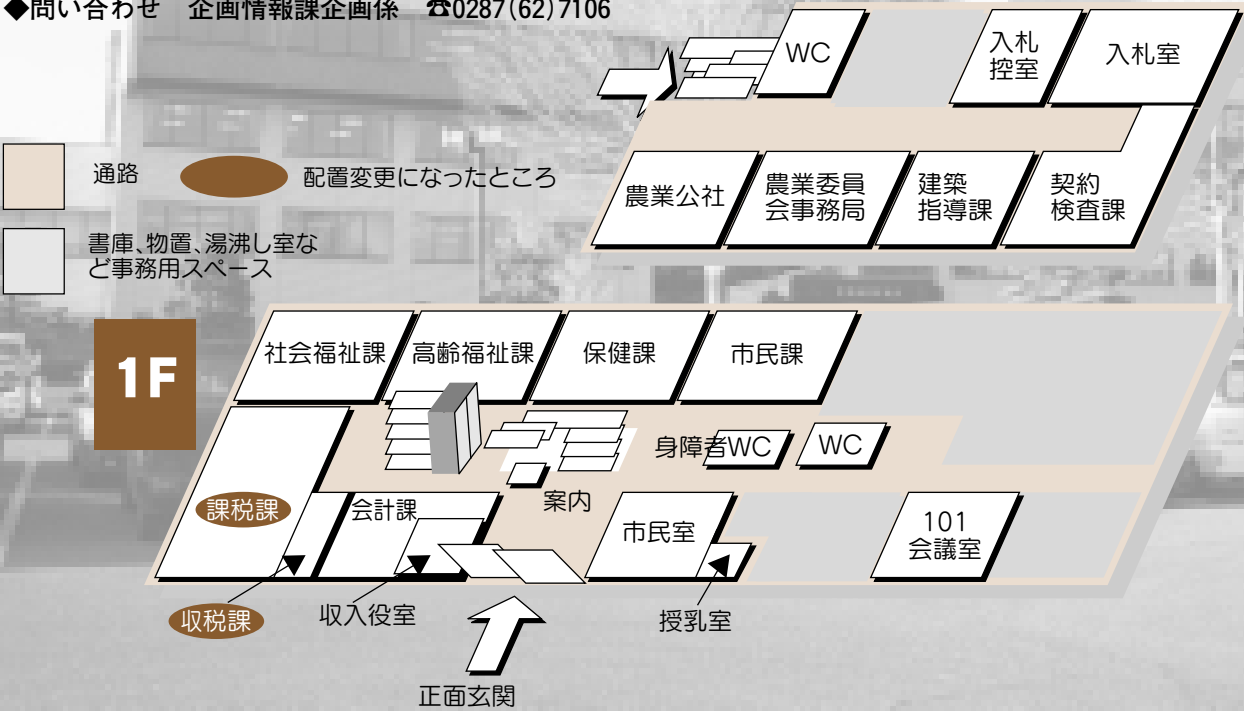 ◆問い合わせ 企画情報課企画係 ☎0287(62)7106
WC
入札
控室
入札室
通路
配置変更になったところ
農業公社
農業委員
会事務局
建築
指導課
契約
検査課
書庫、物置、湯沸し室な
ど事務用スペース
1F
社会福祉課
高齢福祉課
保健課
市民課
身障者WC
WC
課税課
会計課
案内
市民室
101
会議室
収税課
収入役室
授乳室
正面玄関